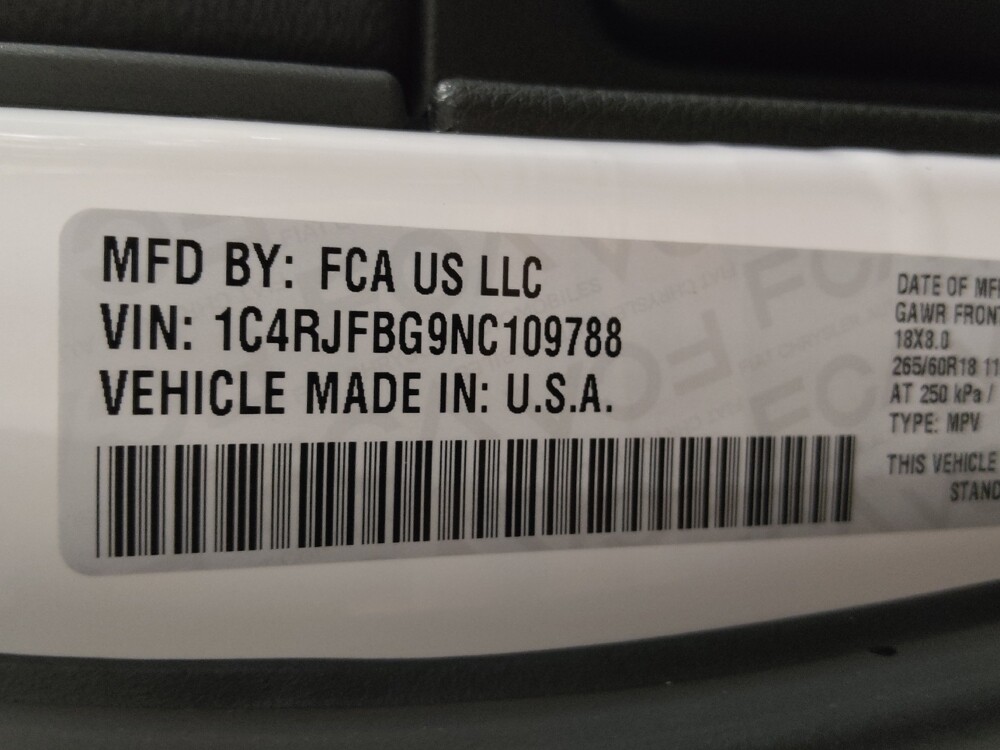 MFD BY: FCA US LLC
VIN: 1C4RJFBG9NC109788
VEHICLE MADE IN: U.S.A.
DATE OF MF
GAWR FRONT
18X8.0
265/60R18 11
AT 250 kPa /
TYPE: MPV
THIS VEHICLE
STAND